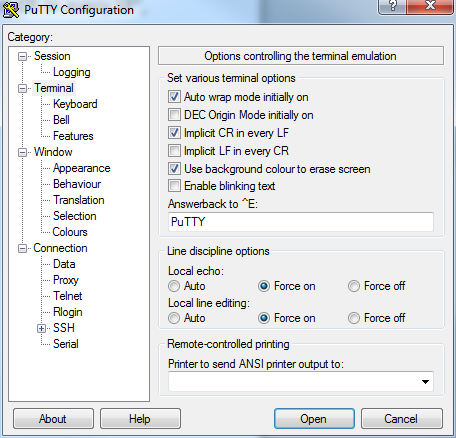 PuTTY Configuration
?
X
Category:
Session
Logging
Terminal
Keyboard
Bell
Features
Window
Appearance
Behaviour
Translation
Selection
Colours
Connection
Data
Proxy
Telnet
Rlogin
SSH
Serial
Options controlling the terminal emulation
Set various terminal options
Auto wrap mode initially on
DEC Origin Mode initially on
Implicit CR in every LF
Implicit LF in every CR
Use background colour to erase screen
Enable blinking text
Answerback to ^E:
PuTTY
Line discipline options
Local echo:
Auto Force on Force off
Local line editing:
Auto Force on Force off
Remote-controlled printing
Printer to send ANSI printer output to:
About Help Open Cancel